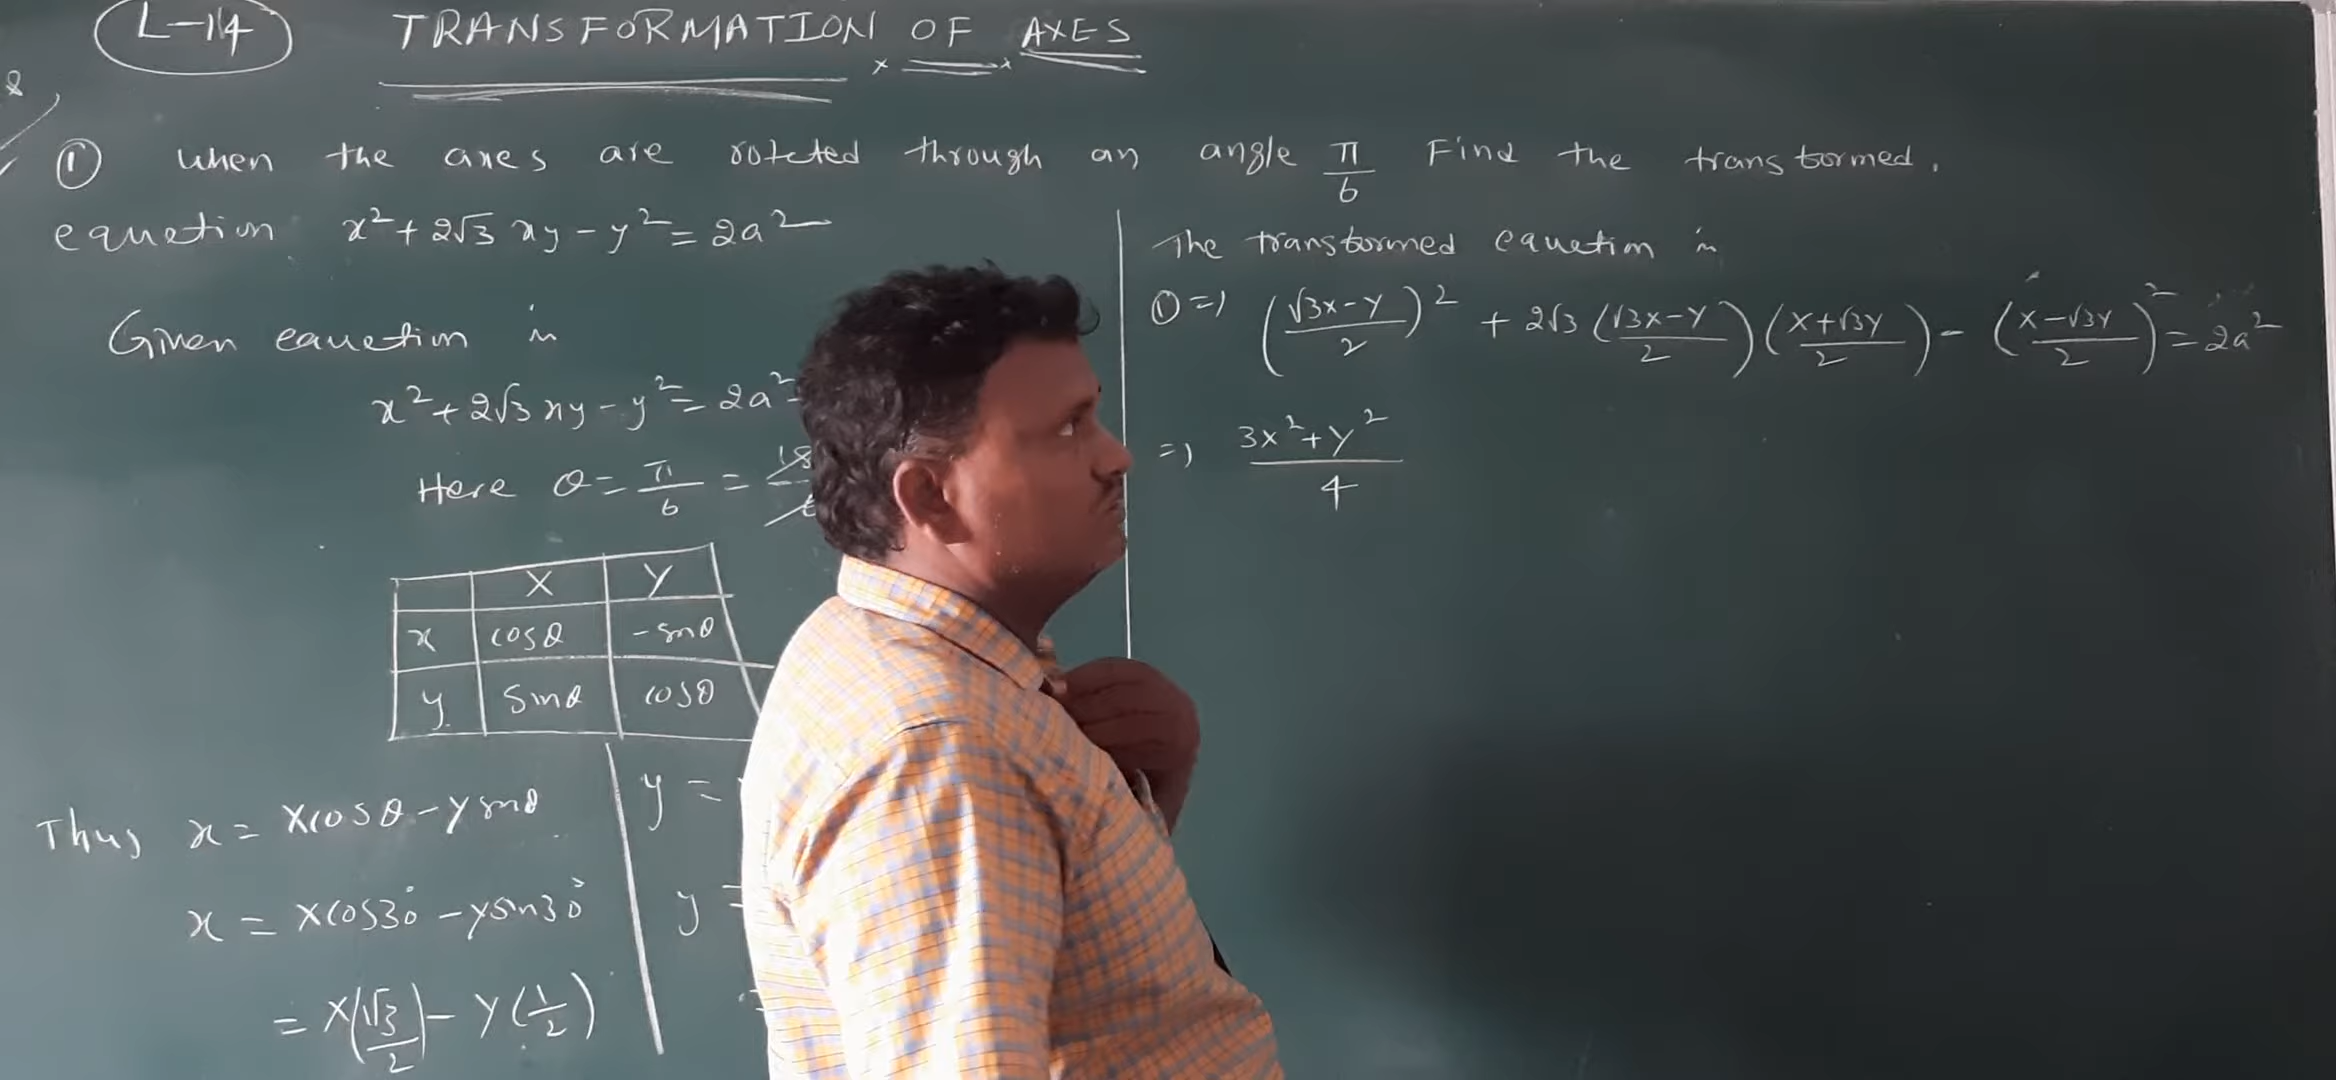 L-14 TRANSFORMATION OF AXES
① when the axes are rotated through an angle π/6 Find the transformed.
equation x² + 2√3 xy - y² = 2a²
Given equation is
x² + 2√3 xy - y² = 2a²
Here θ = π/6 =
X Y
x cosθ -sinθ
y sinθ cosθ
Thus x = Xcosθ - Ysinθ
x = Xcos30° - Ysin30°
= X(√3/2) - Y(1/2)
y =
y =
The transformed equation is
① ⇒ ((√3X-Y)/2)² + 2√3 ((√3X-Y)/2)((X+√3Y)/2) - ((X-√3Y)/2)² = 2a²
⇒ (3X²+Y²)/4